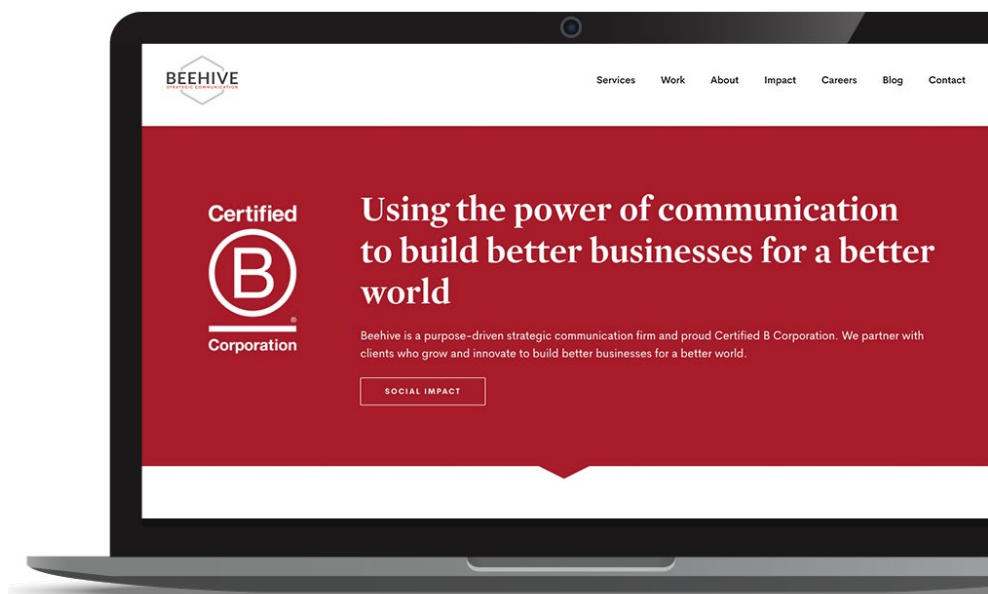 BEEHIVE
STRATEGIC COMMUNICATION
Services Work About Impact Careers Blog Contact
Certified
B
®
Corporation
Using the power of communication
to build better businesses for a better
world
Beehive is a purpose-driven strategic communication firm and proud Certified B Corporation. We partner with
clients who grow and innovate to build better businesses for a better world.
SOCIAL IMPACT